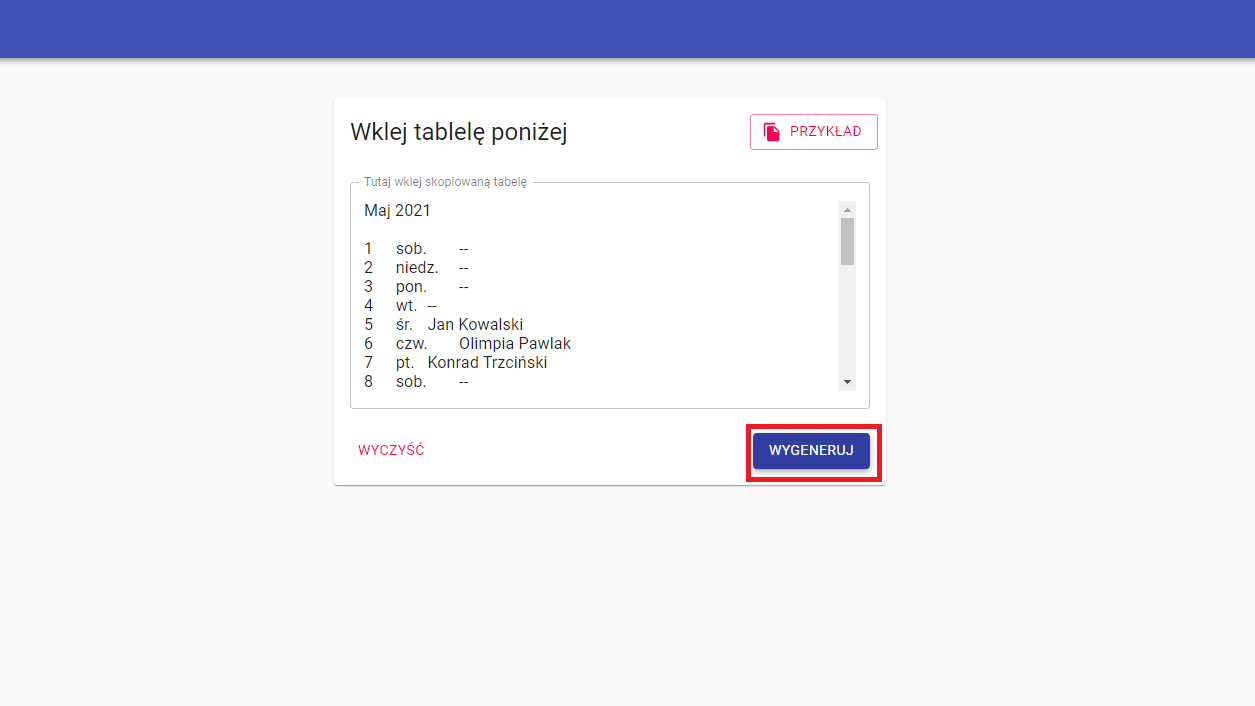 Wklej tablelę poniżej
PRZYKŁAD
Tutaj wklej skopiowaną tabelę
Maj 2021
1 sob. --
2 niedz. --
3 pon. --
4 wt. --
5 śr. Jan Kowalski
6 czw. Olimpia Pawlak
7 pt. Konrad Trzciński
8 sob. --
WYCZYŚĆ
WYGENERUJ